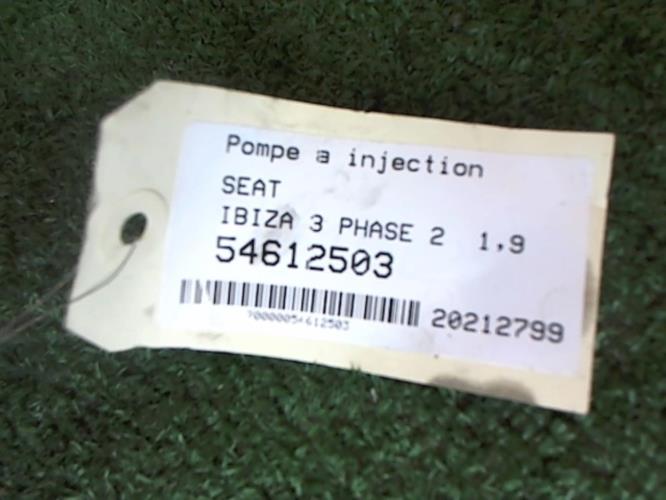 Pompe a injection
SEAT
IBIZA 3 PHASE 2 1,9
54612503
20212799